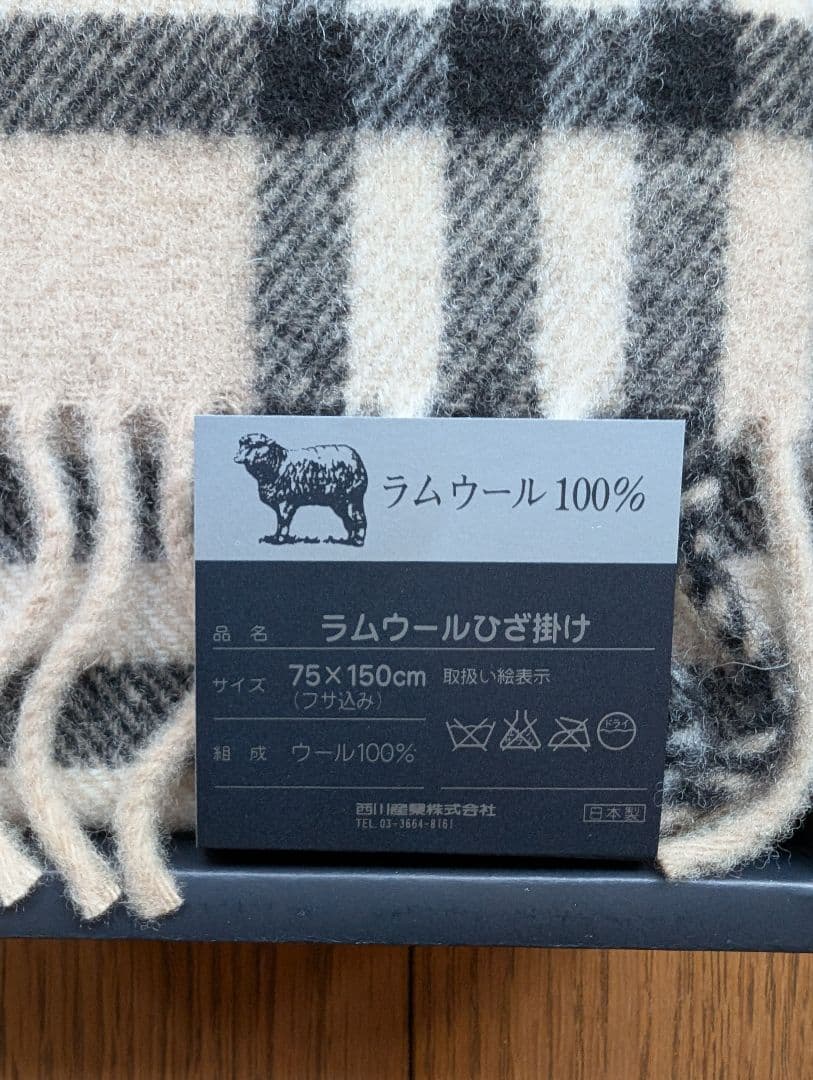 ラムウール100%
品名 ラムウールひざ掛け
サイズ 75×150cm 取扱い絵表示
(フサ込み)
ドライ
組成 ウール100%
西川産業株式会社 日本製
TEL.03-3664-8161